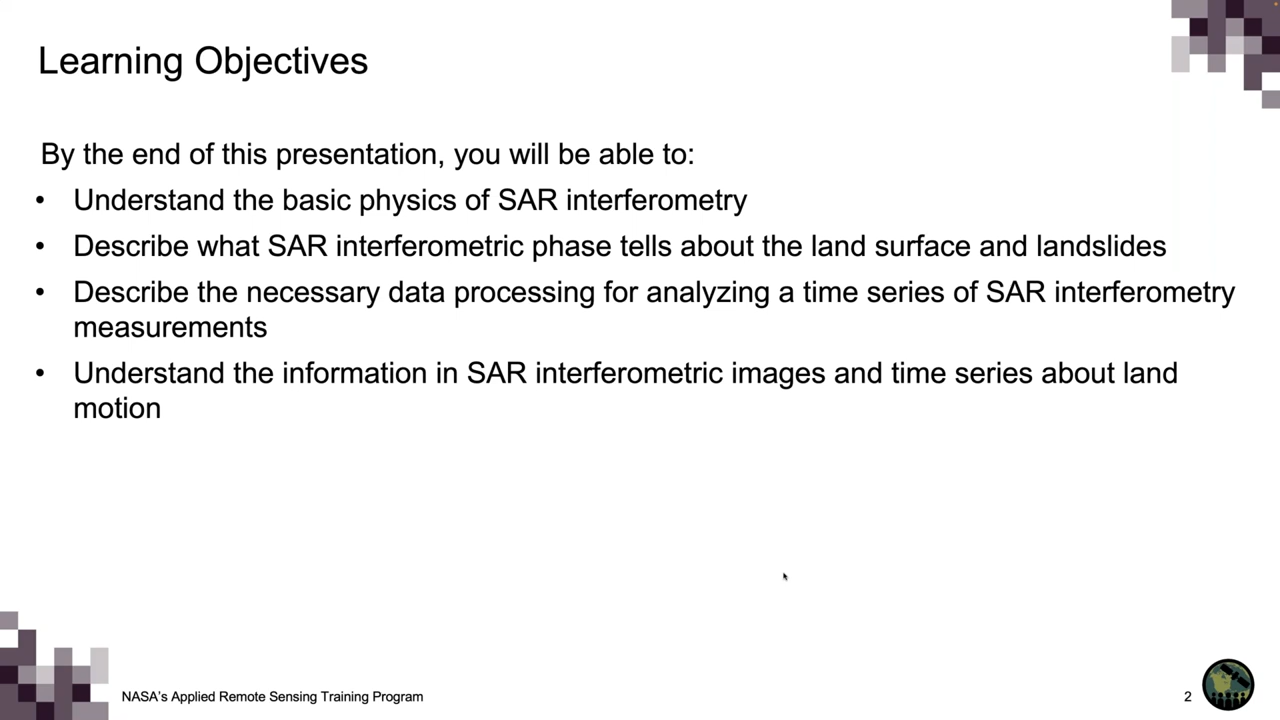 Learning Objectives
By the end of this presentation, you will be able to:
• Understand the basic physics of SAR interferometry
• Describe what SAR interferometric phase tells about the land surface and landslides
• Describe the necessary data processing for analyzing a time series of SAR interferometry
measurements
• Understand the information in SAR interferometric images and time series about land
motion
NASA's Applied Remote Sensing Training Program
2